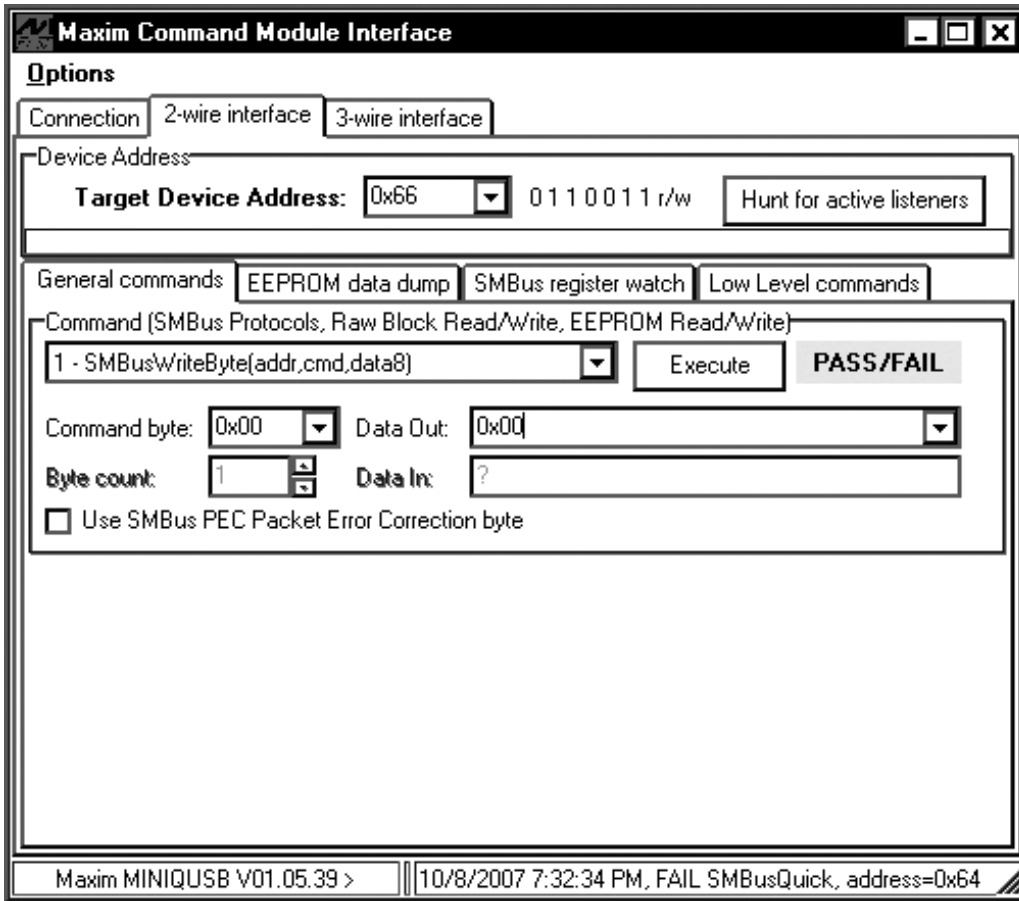 Maxim Command Module Interface
Options
Connection 2-wire interface 3-wire interface
Device Address
Target Device Address: 0x66 0 1 1 0 0 1 1 r/w Hunt for active listeners
General commands EEPROM data dump SMBus register watch Low Level commands
Command (SMBus Protocols, Raw Block Read/Write, EEPROM Read/Write)
1 - SMBusWriteByte(addr,cmd,data8) Execute PASS/FAIL
Command byte: 0x00 Data Out: 0x00
Byte count: 1 Data In: ?
Use SMBus PEC Packet Error Correction byte
Maxim MINIQUSB V01.05.39 > 10/8/2007 7:32:34 PM, FAIL SMBusQuick, address=0x64